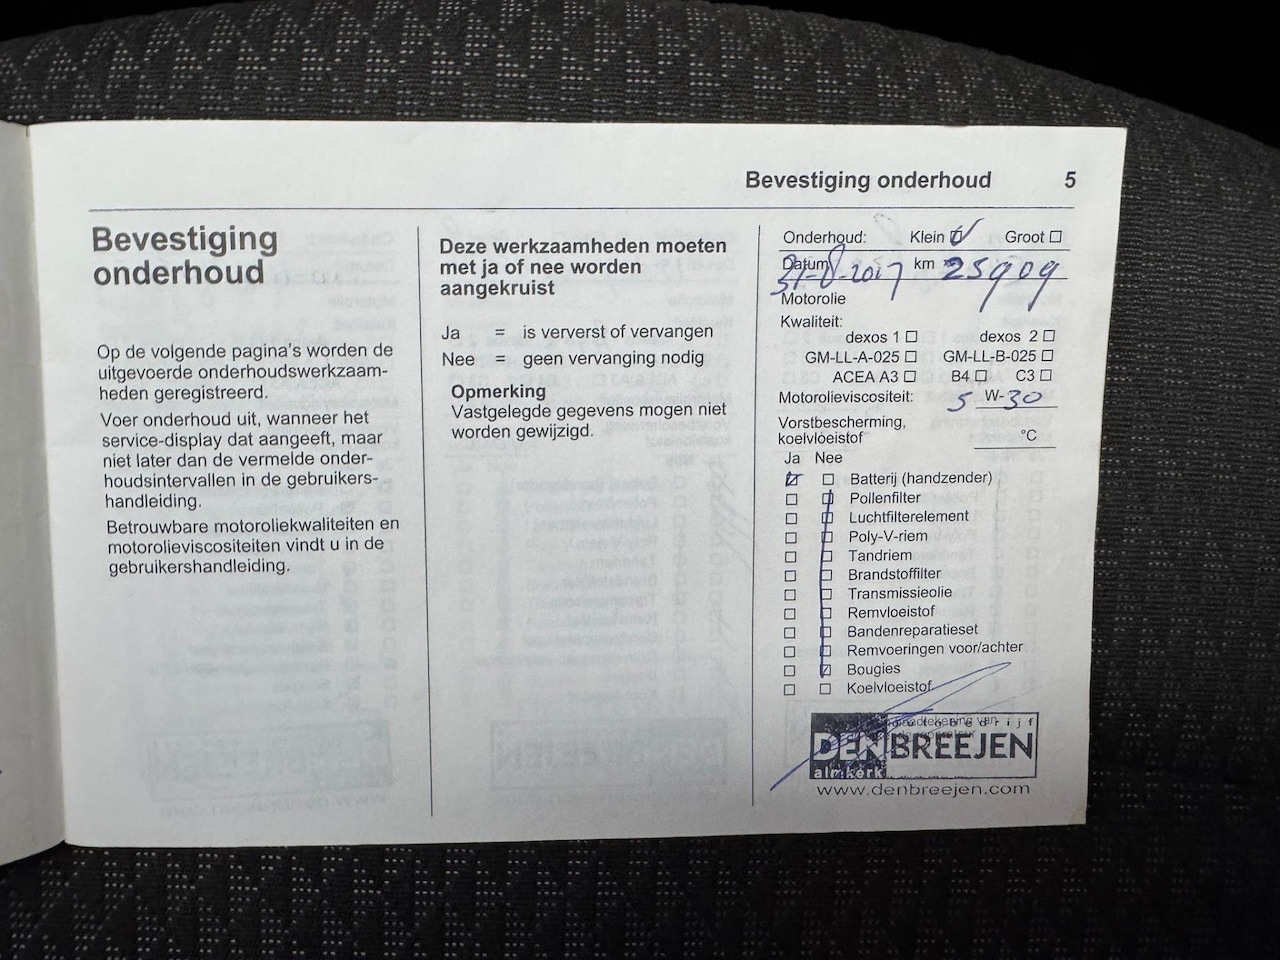 Bevestiging onderhoud 5
Bevestiging
onderhoud
Op de volgende pagina's worden de
uitgevoerde onderhoudswerkzaam-
heden geregistreerd.
Voer onderhoud uit, wanneer het
service-display dat aangeeft, maar
niet later dan de vermelde onder-
houdsintervallen in de gebruikers-
handleiding.
Betrouwbare motoroliekwaliteiten en
motorolieviscositeiten vindt u in de
gebruikershandleiding.
Deze werkzaamheden moeten
met ja of nee worden
aangekruist
Ja = is ververst of vervangen
Nee = geen vervanging nodig
Opmerking
Vastgelegde gegevens mogen niet
worden gewijzigd.
Onderhoud: Klein Groot
Datum 31-8-2017 km 25909
Motorolie
Kwaliteit:
dexos 1 dexos 2
GM-LL-A-025 GM-LL-B-025
ACEA A3 B4 C3
Motorolieviscositeit: 5 W-30
Vorstbescherming,
koelvloeistof °C
Ja Nee
Batterij (handzender)
Pollenfilter
Luchtfilterelement
Poly-V-riem
Tandriem
Brandstoffilter
Transmissieolie
Remvloeistof
Bandenreparatieset
Remvoeringen voor/achter
Bougies
Koelvloeistof
autobedrijf
DEN BREEJEN
almkerk
www.denbreejen.com